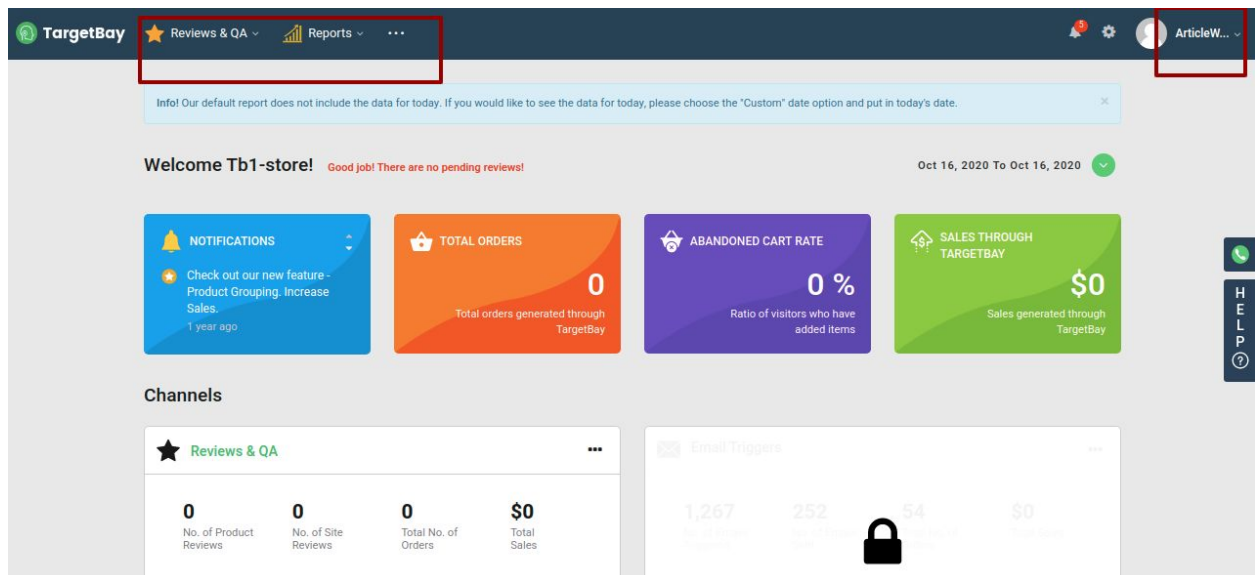 TargetBay
Reviews & QA
Reports
...
5
ArticleW...
Info! Our default report does not include the data for today. If you would like to see the data for today, please choose the "Custom" date option and put in today's date.
×
Welcome Tb1-store! Good job! There are no pending reviews!
Oct 16, 2020 To Oct 16, 2020
NOTIFICATIONS
Check out our new feature -
Product Grouping. Increase
Sales.
1 year ago
TOTAL ORDERS
0
Total orders generated through
TargetBay
ABANDONED CART RATE
0 %
Ratio of visitors who have
added items
SALES THROUGH
TARGETBAY
$0
Sales generated through
TargetBay
HELP
?
Channels
Reviews & QA
...
0
No. of Product
Reviews
0
No. of Site
Reviews
0
Total No. of
Orders
$0
Total
Sales
Email Triggers
...
1,267
252
54
$0